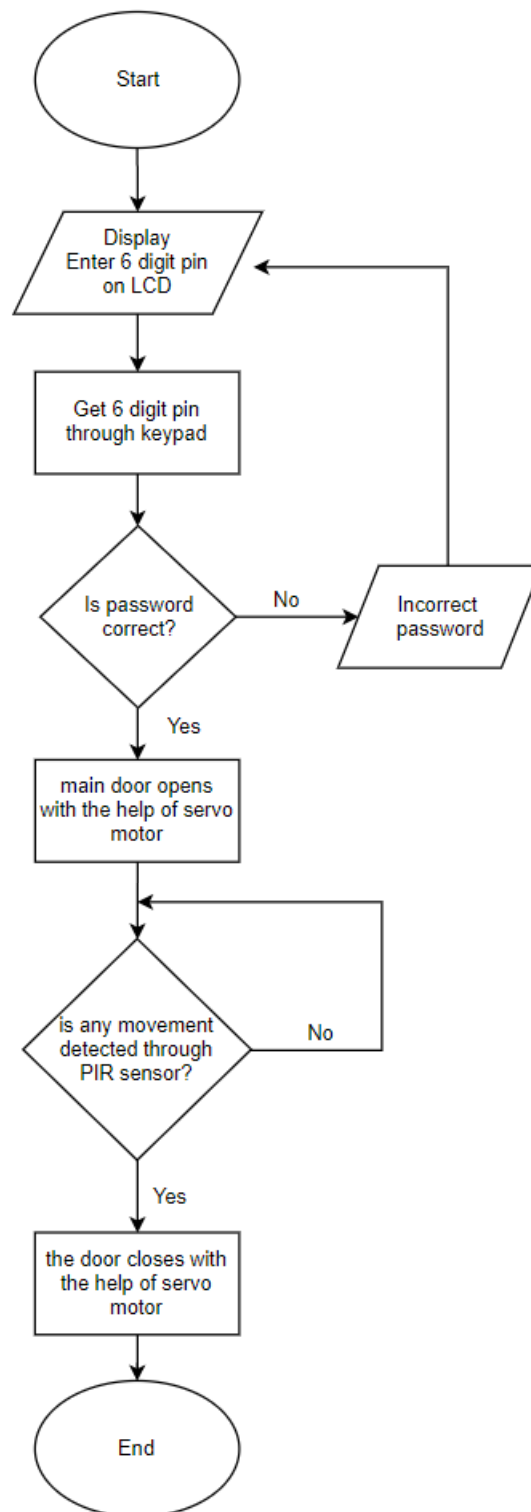 Start
Display
Enter 6 digit pin
on LCD
Get 6 digit pin
through keypad
Is password
correct?
No
Incorrect
password
Yes
main door opens
with the help of servo
motor
is any movement
detected through
PIR sensor?
No
Yes
the door closes with
the help of servo
motor
End